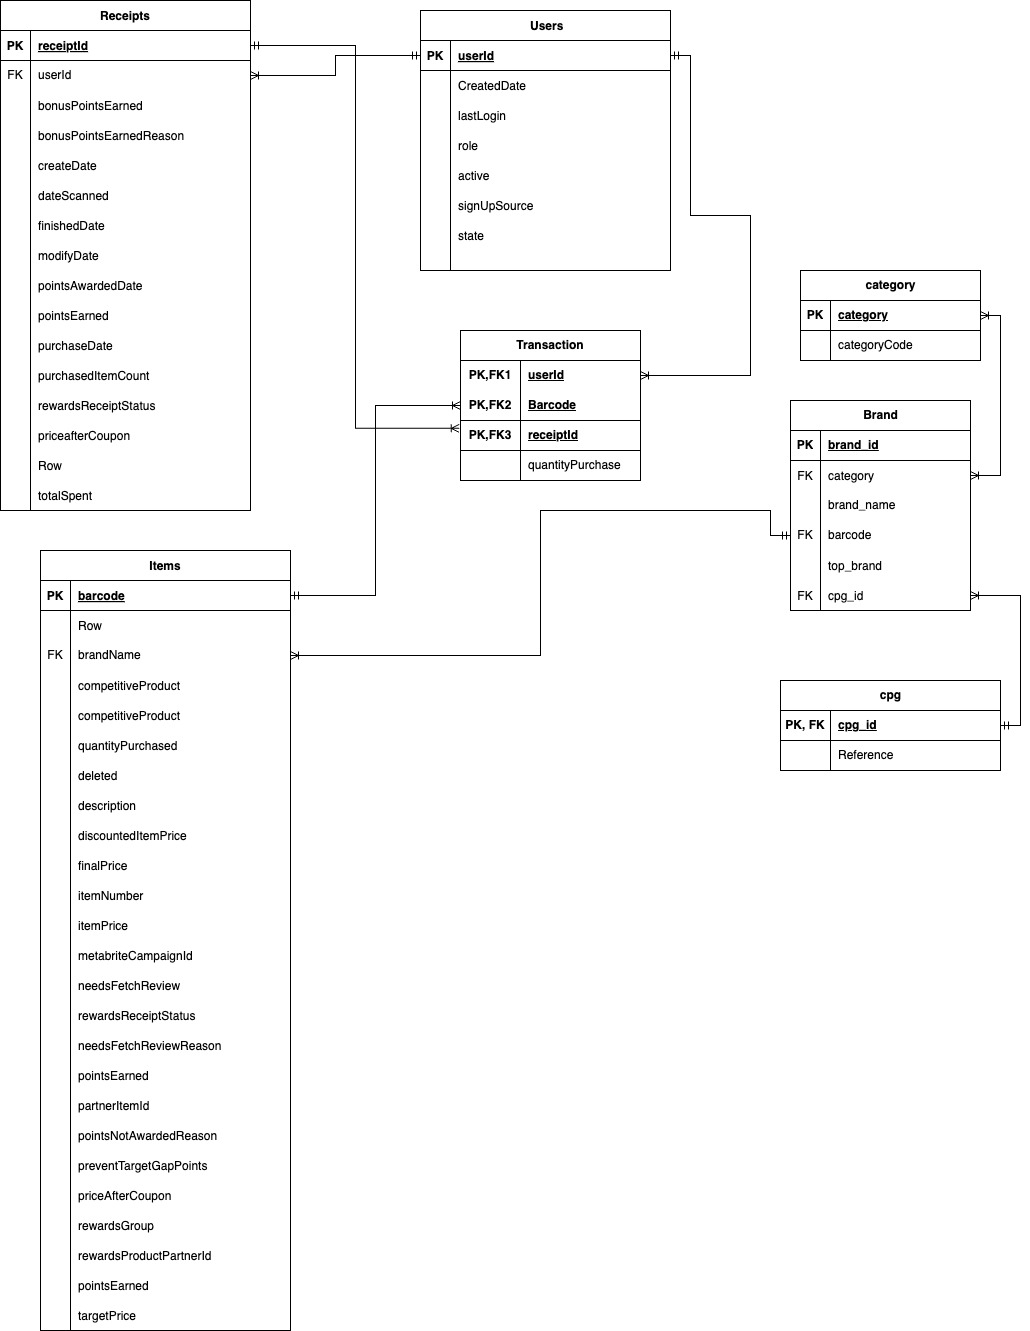 Receipts
PK receiptId
FK userId
bonusPointsEarned
bonusPointsEarnedReason
createDate
dateScanned
finishedDate
modifyDate
pointsAwardedDate
pointsEarned
purchaseDate
purchasedItemCount
rewardsReceiptStatus
priceafterCoupon
Row
totalSpent
Users
PK userId
CreatedDate
lastLogin
role
active
signUpSource
state
Transaction
PK,FK1 userId
PK,FK2 Barcode
PK,FK3 receiptId
quantityPurchase
category
PK category
categoryCode
Brand
PK brand_id
FK category
brand_name
FK barcode
top_brand
FK cpg_id
cpg
PK, FK cpg_id
Reference
Items
PK barcode
Row
FK brandName
competitiveProduct
competitiveProduct
quantityPurchased
deleted
description
discountedItemPrice
finalPrice
itemNumber
itemPrice
metabriteCampaignId
needsFetchReview
rewardsReceiptStatus
needsFetchReviewReason
pointsEarned
partnerItemId
pointsNotAwardedReason
preventTargetGapPoints
priceAfterCoupon
rewardsGroup
rewardsProductPartnerId
pointsEarned
targetPrice